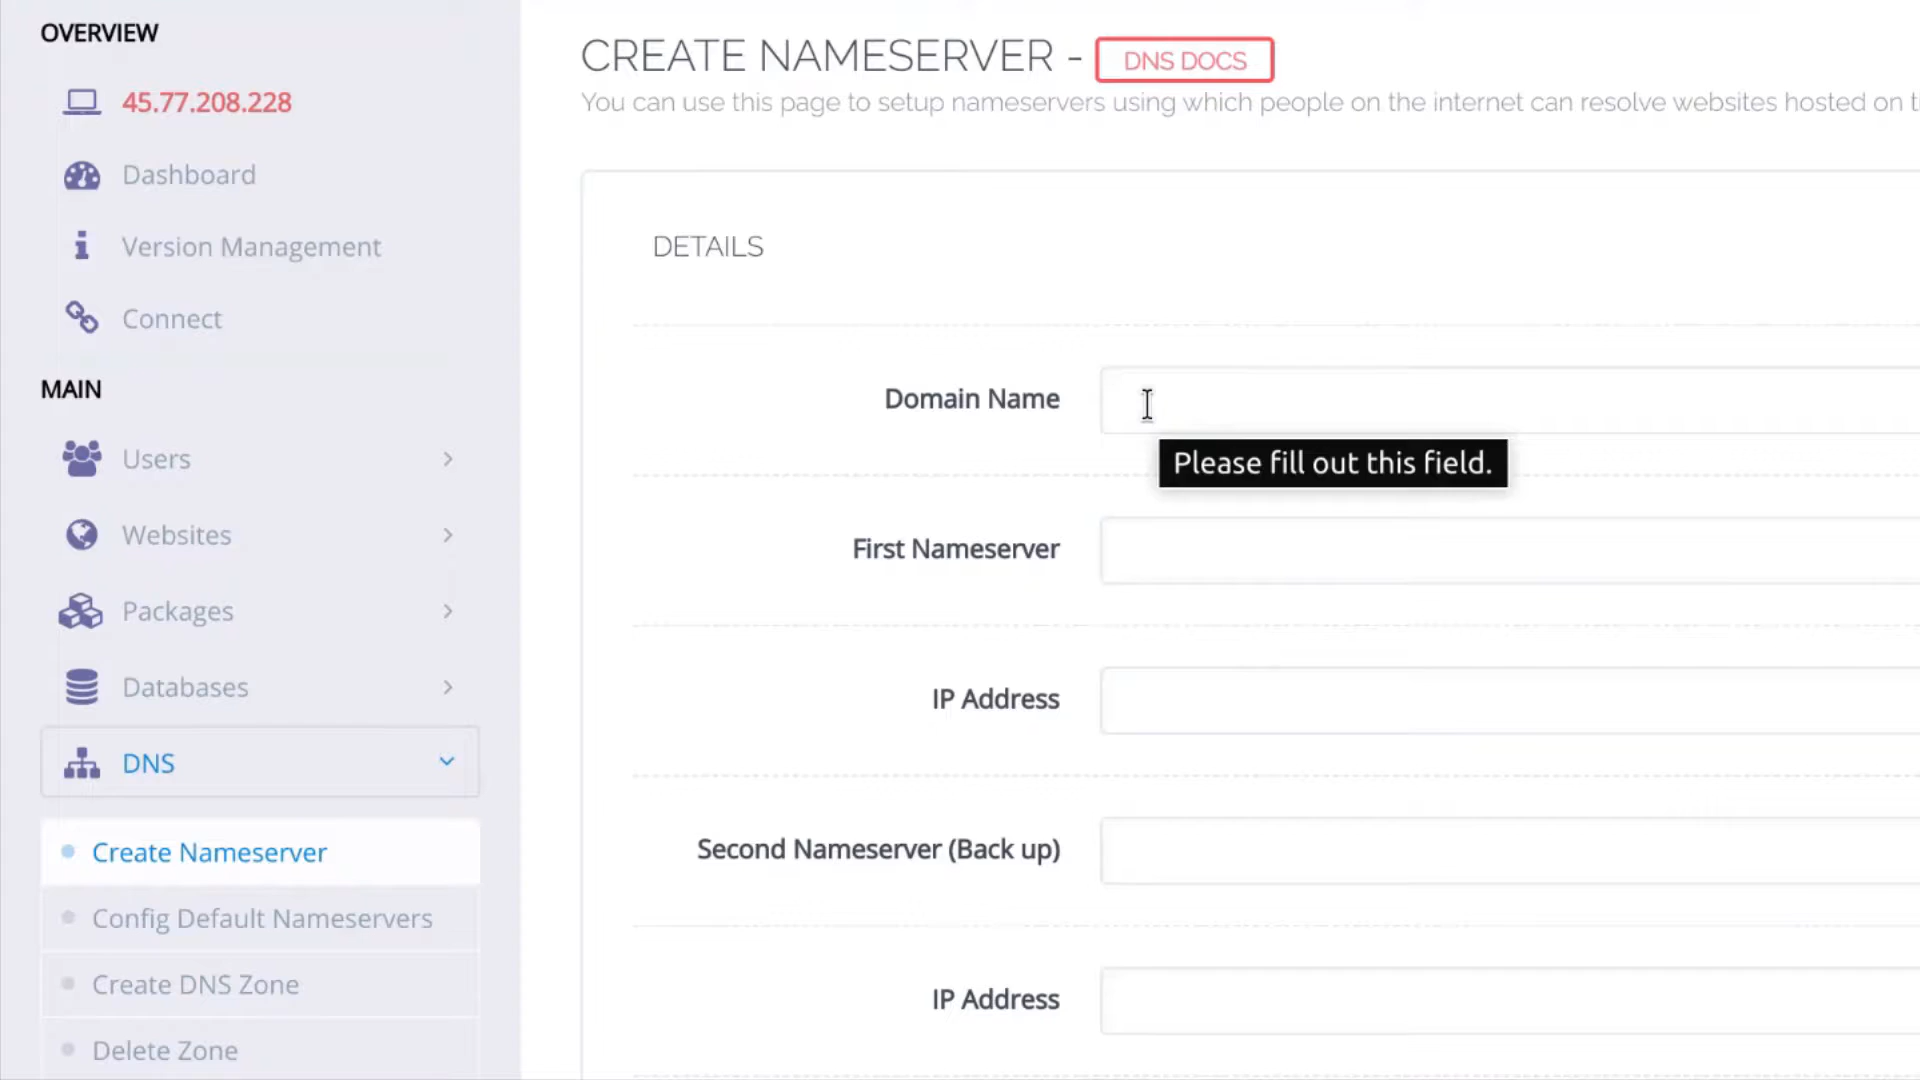 OVERVIEW
45.77.208.228
Dashboard
Version Management
Connect
MAIN
Users
Websites
Packages
Databases
DNS
Create Nameserver
Config Default Nameservers
Create DNS Zone
Delete Zone
CREATE NAMESERVER - DNS DOCS
You can use this page to setup nameservers using which people on the internet can resolve websites hosted on
DETAILS
Domain Name
Please fill out this field.
First Nameserver
IP Address
Second Nameserver (Back up)
IP Address